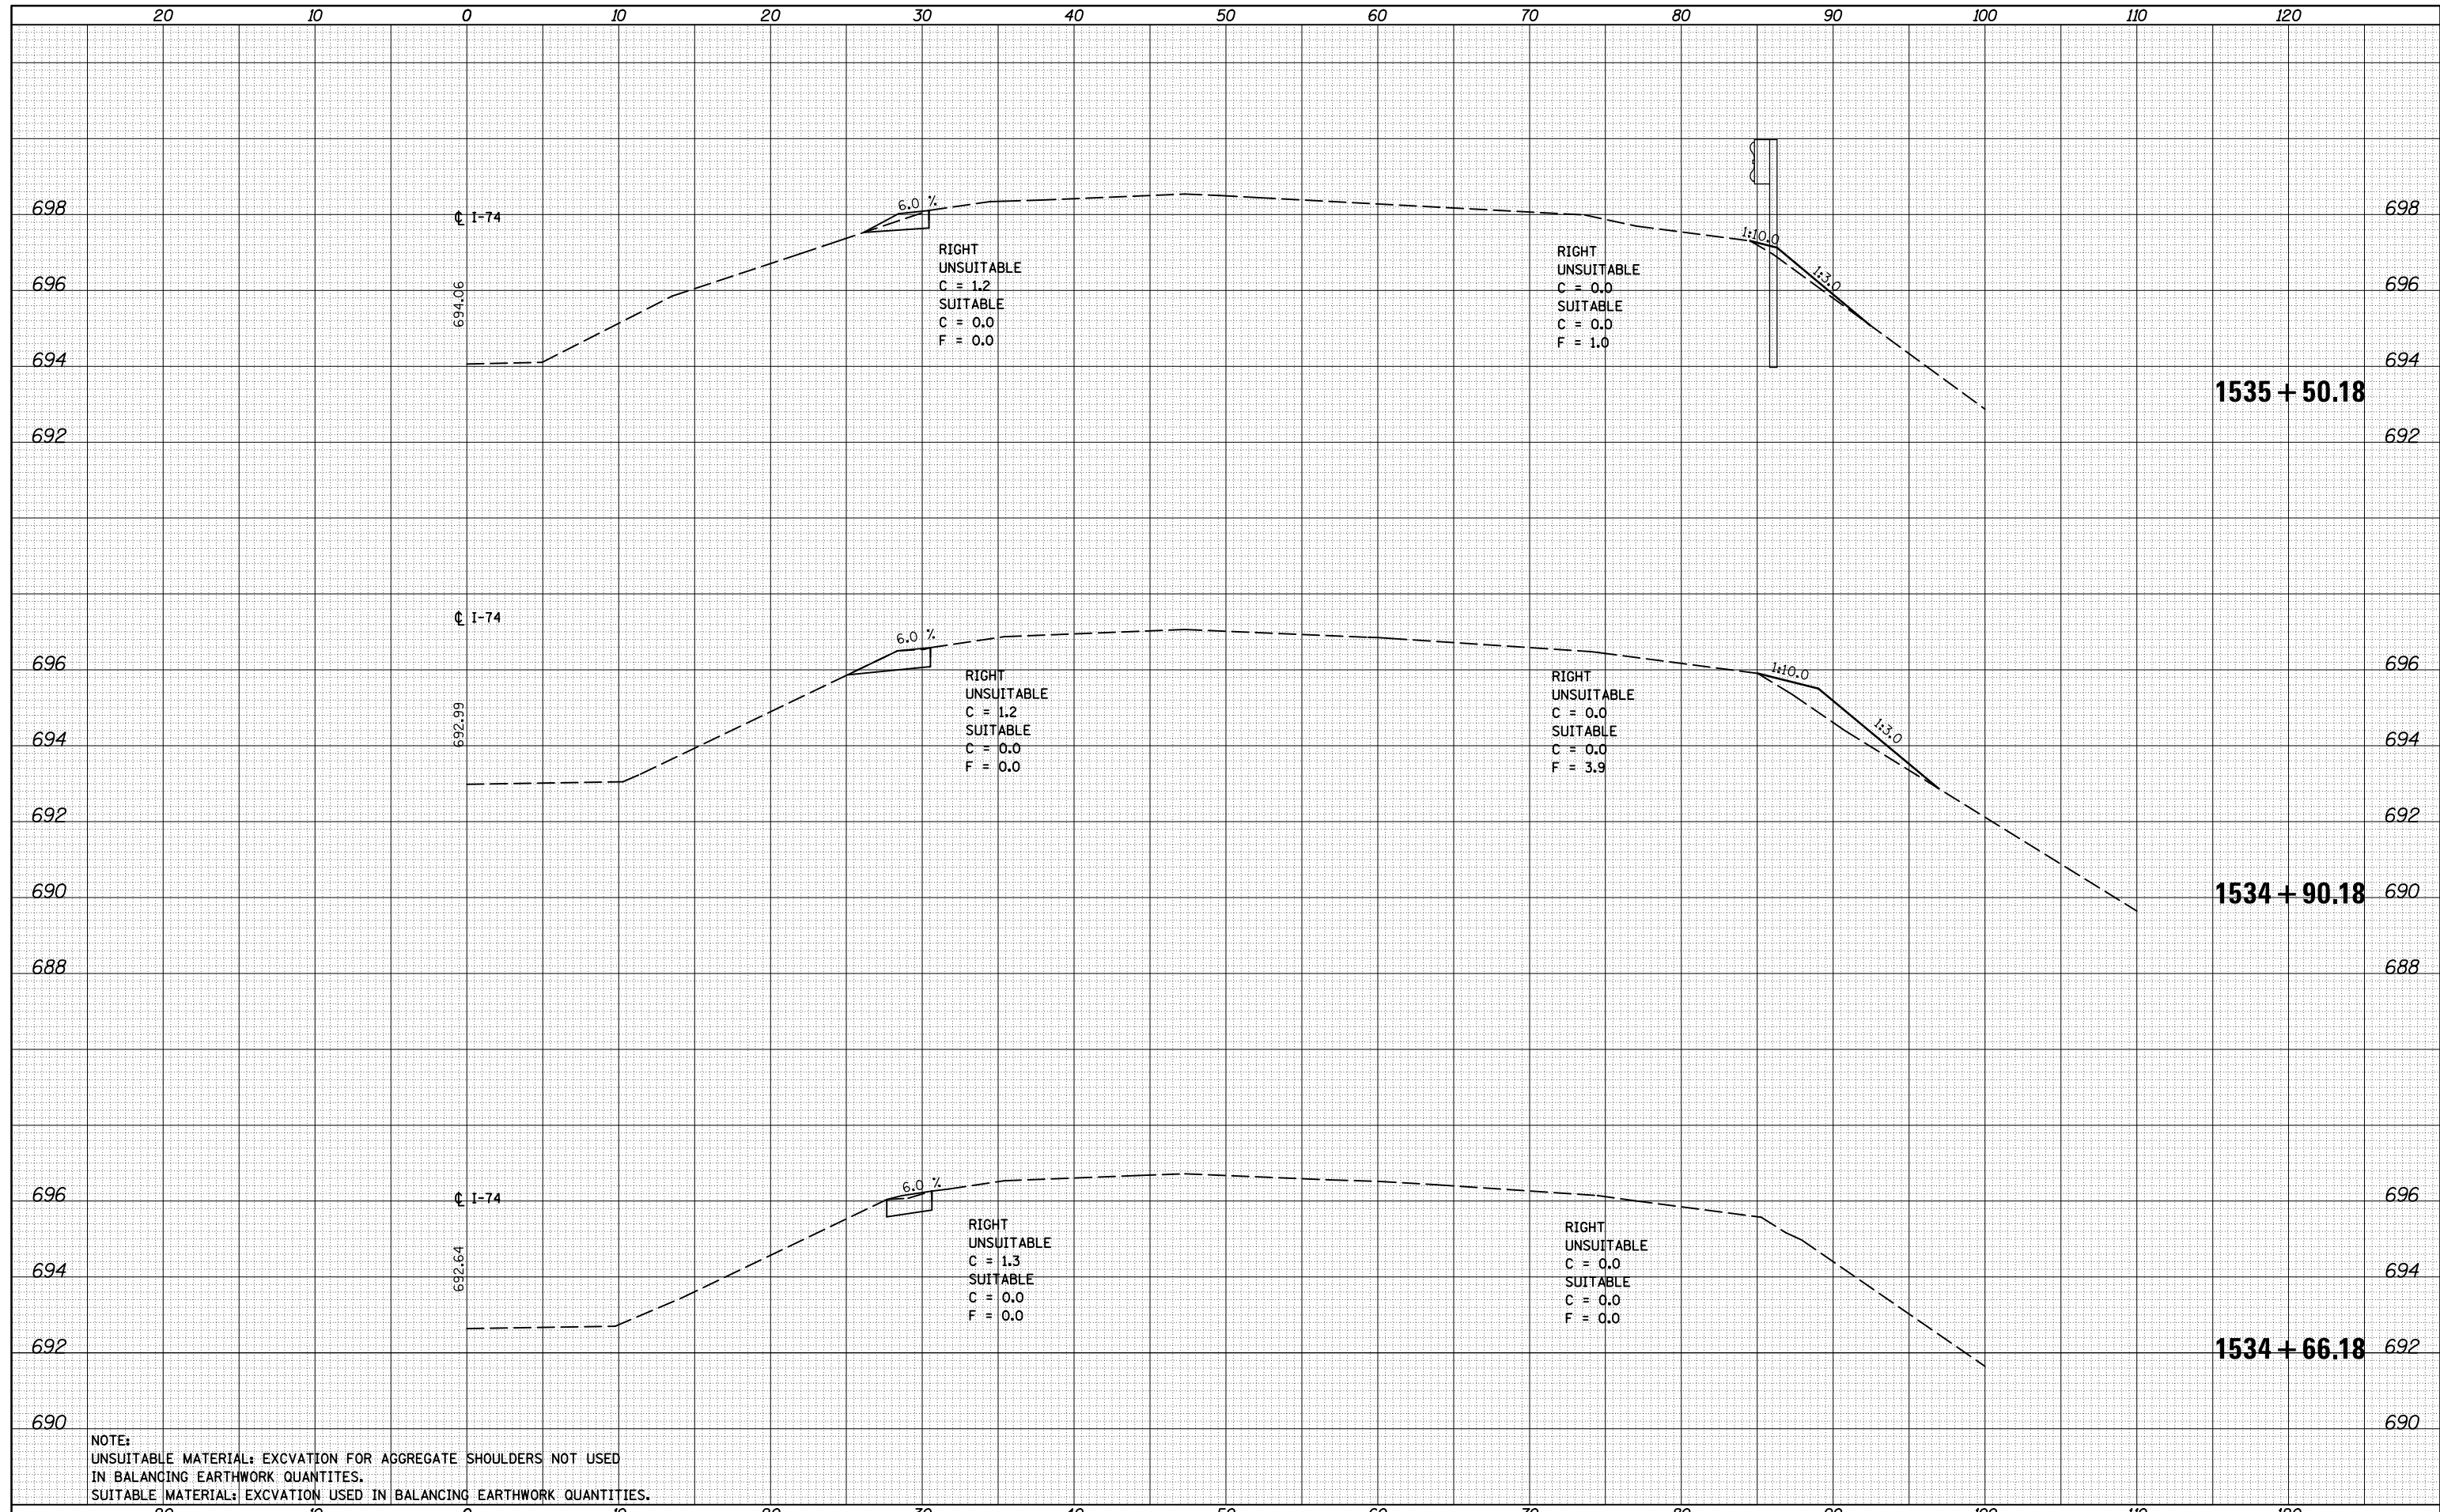 20 10 0 10 20 30 40 50 60 70 80 90 100 110 120
698 ℄ I-74 6.0 % 698
RIGHT
UNSUITABLE
C = 1.2
SUITABLE
C = 0.0
F = 0.0
RIGHT
UNSUITABLE
C = 0.0
SUITABLE
C = 0.0
F = 1.0
1:10.0
1:3.0
696 694.06 696
694 694
1535 + 50.18
692 692
℄ I-74
6.0 %
696 696
RIGHT
UNSUITABLE
C = 1.2
SUITABLE
C = 0.0
F = 0.0
RIGHT
UNSUITABLE
C = 0.0
SUITABLE
C = 0.0
F = 3.9
1:10.0
1:3.0
692.99
694 694
692 692
690 1534 + 90.18 690
688 688
696 ℄ I-74 6.0 % 696
RIGHT
UNSUITABLE
C = 1.3
SUITABLE
C = 0.0
F = 0.0
RIGHT
UNSUITABLE
C = 0.0
SUITABLE
C = 0.0
F = 0.0
692.64
694 694
692 1534 + 66.18 692
690 690
NOTE:
UNSUITABLE MATERIAL: EXCVATION FOR AGGREGATE SHOULDERS NOT USED
IN BALANCING EARTHWORK QUANTITES.
SUITABLE MATERIAL: EXCVATION USED IN BALANCING EARTHWORK QUANTITIES.